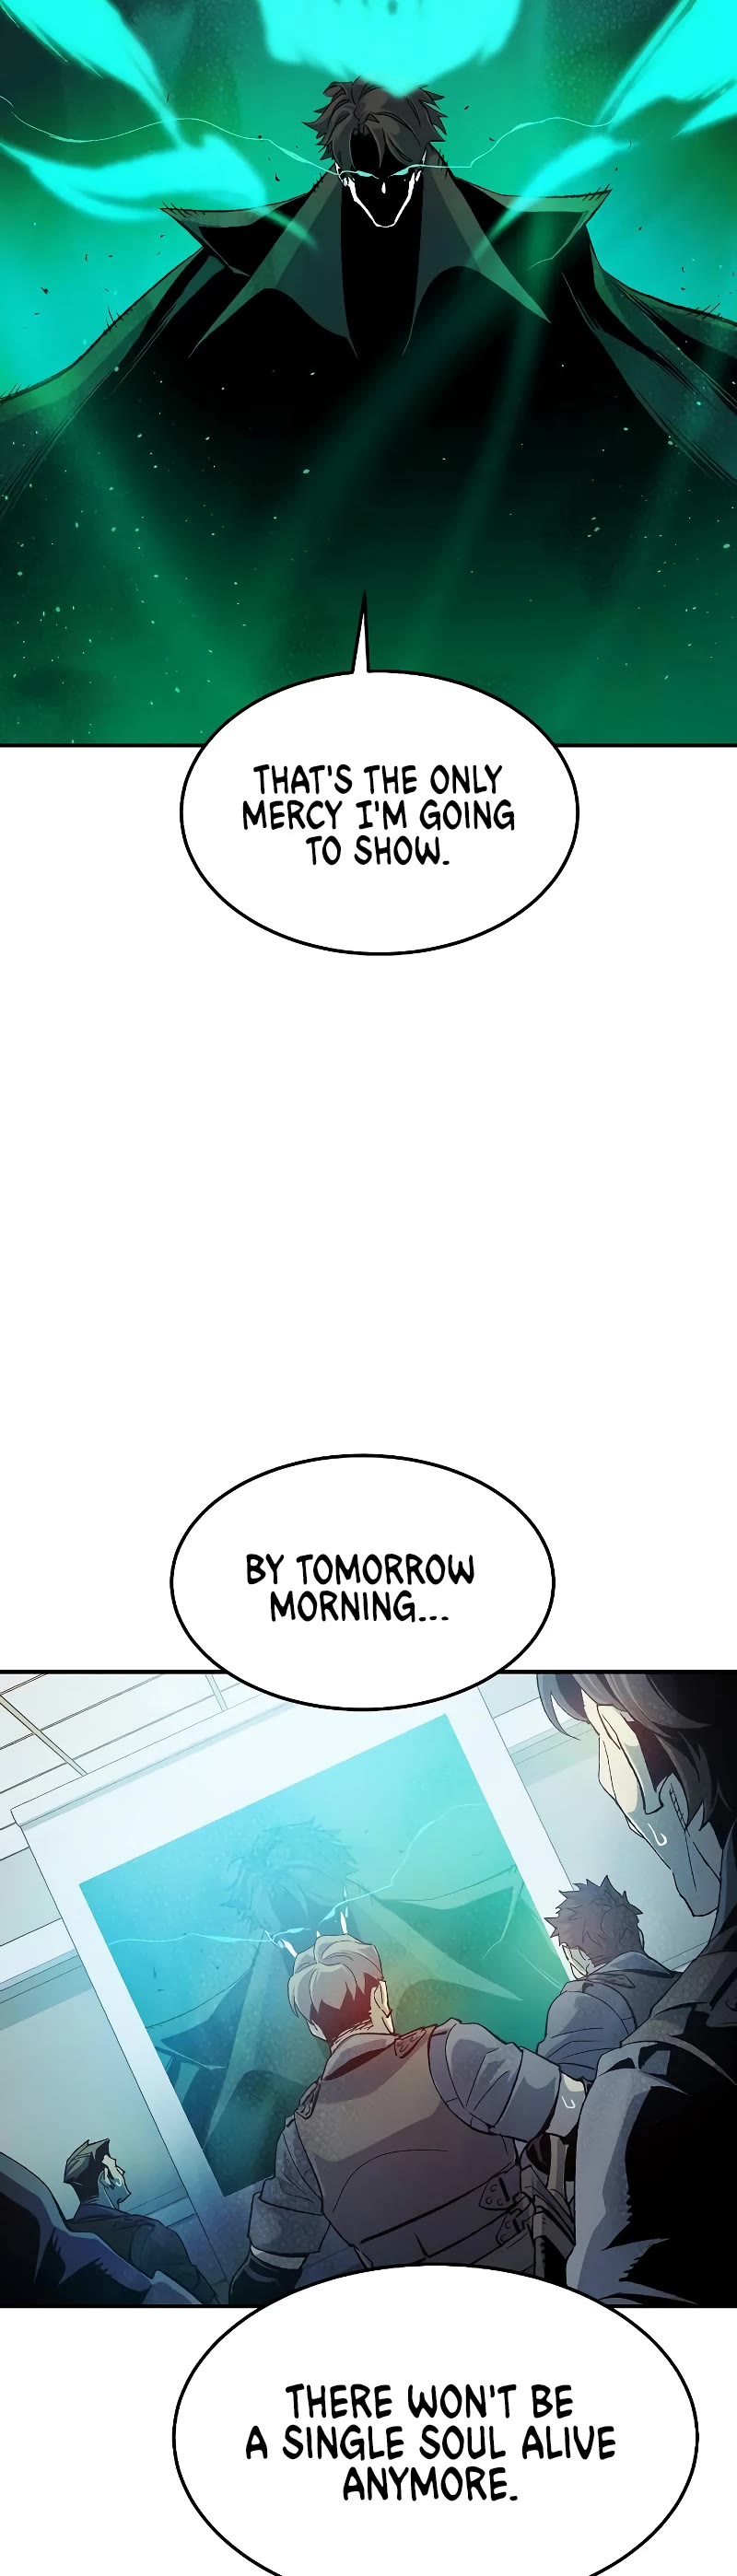 THAT'S THE ONLY
MERCY I'M GOING
TO SHOW.
BY TOMORROW
MORNING...
THERE WON'T BE
A SINGLE SOUL ALIVE
ANYMORE.